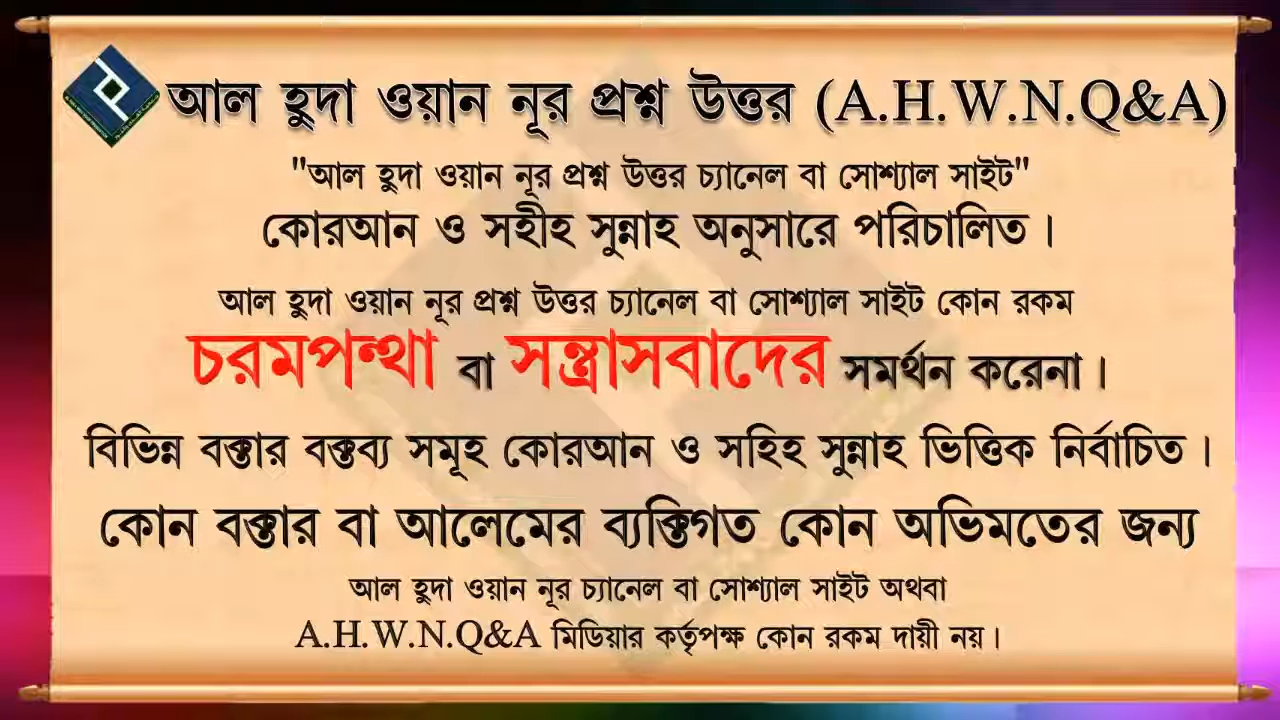 আল হুদা ওয়ান নূর প্রশ্ন উত্তর (A.H.W.N.Q&A)
"আল হুদা ওয়ান নূর প্রশ্ন উত্তর চ্যানেল বা সোশ্যাল সাইট"
কোরআন ও সহীহ সুন্নাহ অনুসারে পরিচালিত।
আল হুদা ওয়ান নূর প্রশ্ন উত্তর চ্যানেল বা সোশ্যাল সাইট কোন রকম
চরমপন্থা বা সন্ত্রাসবাদের সমর্থন করেনা।
বিভিন্ন বক্তার বক্তব্য সমূহ কোরআন ও সহিহ সুন্নাহ ভিত্তিক নির্বাচিত।
কোন বক্তার বা আলেমের ব্যক্তিগত কোন অভিমতের জন্য
আল হুদা ওয়ান নূর চ্যানেল বা সোশ্যাল সাইট অথবা
A.H.W.N.Q&A মিডিয়ার কর্তৃপক্ষ কোন রকম দায়ী নয়।